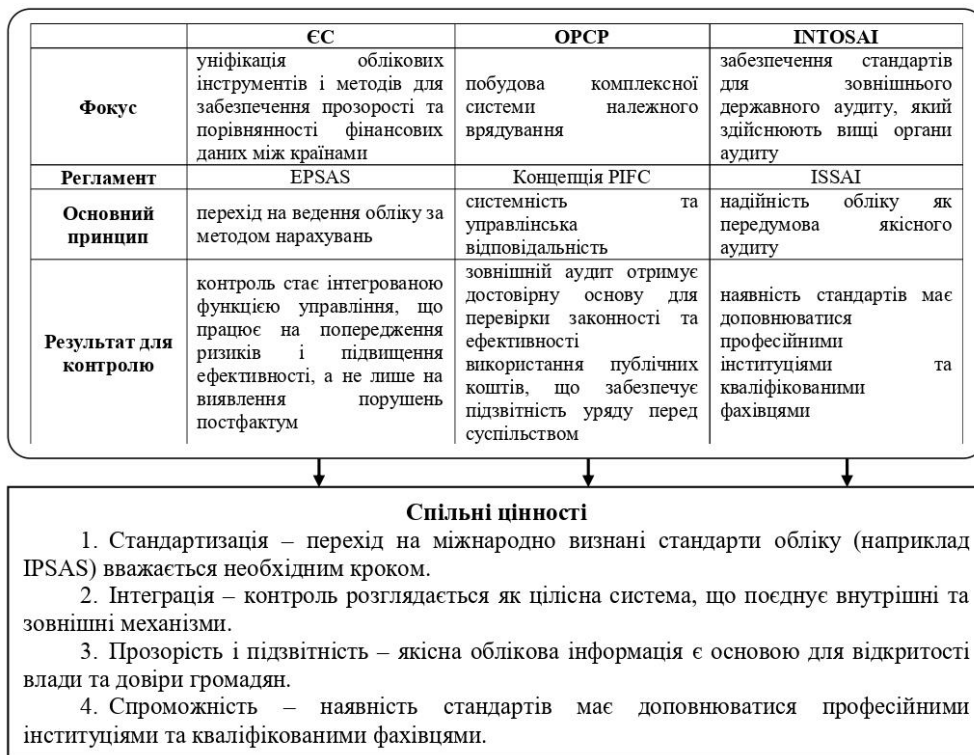 ЄС ОРСР INTOSAI
Фокус
уніфікація облікових
інструментів і методів для
забезпечення прозорості та
порівнянності фінансових
даних між країнами
побудова комплексної
системи належного
врядування
забезпечення стандартів
для зовнішнього
державного аудиту, який
здійснюють вищі органи
аудиту
Регламент EPSAS Концепція PIFC ISSAI
Основний
принцип
перехід на ведення обліку за
методом нарахувань
системність та
управлінська
відповідальність
надійність обліку як
передумова якісного
аудиту
Результат для
контролю
контроль стає інтегрованою
функцією управління, що
працює на попередження
ризиків і підвищення
ефективності, а не лише на
виявлення порушень
постфактум
зовнішній аудит отримує
достовірну основу для
перевірки законності та
ефективності
використання публічних
коштів, що забезпечує
підзвітність уряду перед
суспільством
наявність стандартів має
доповнюватися
професійними
інституціями та
кваліфікованими
фахівцями
Спільні цінності
1. Стандартизація – перехід на міжнародно визнані стандарти обліку (наприклад
IPSAS) вважається необхідним кроком.
2. Інтеграція – контроль розглядається як цілісна система, що поєднує внутрішні та
зовнішні механізми.
3. Прозорість і підзвітність – якісна облікова інформація є основою для відкритості
влади та довіри громадян.
4. Спроможність – наявність стандартів має доповнюватися професійними
інституціями та кваліфікованими фахівцями.